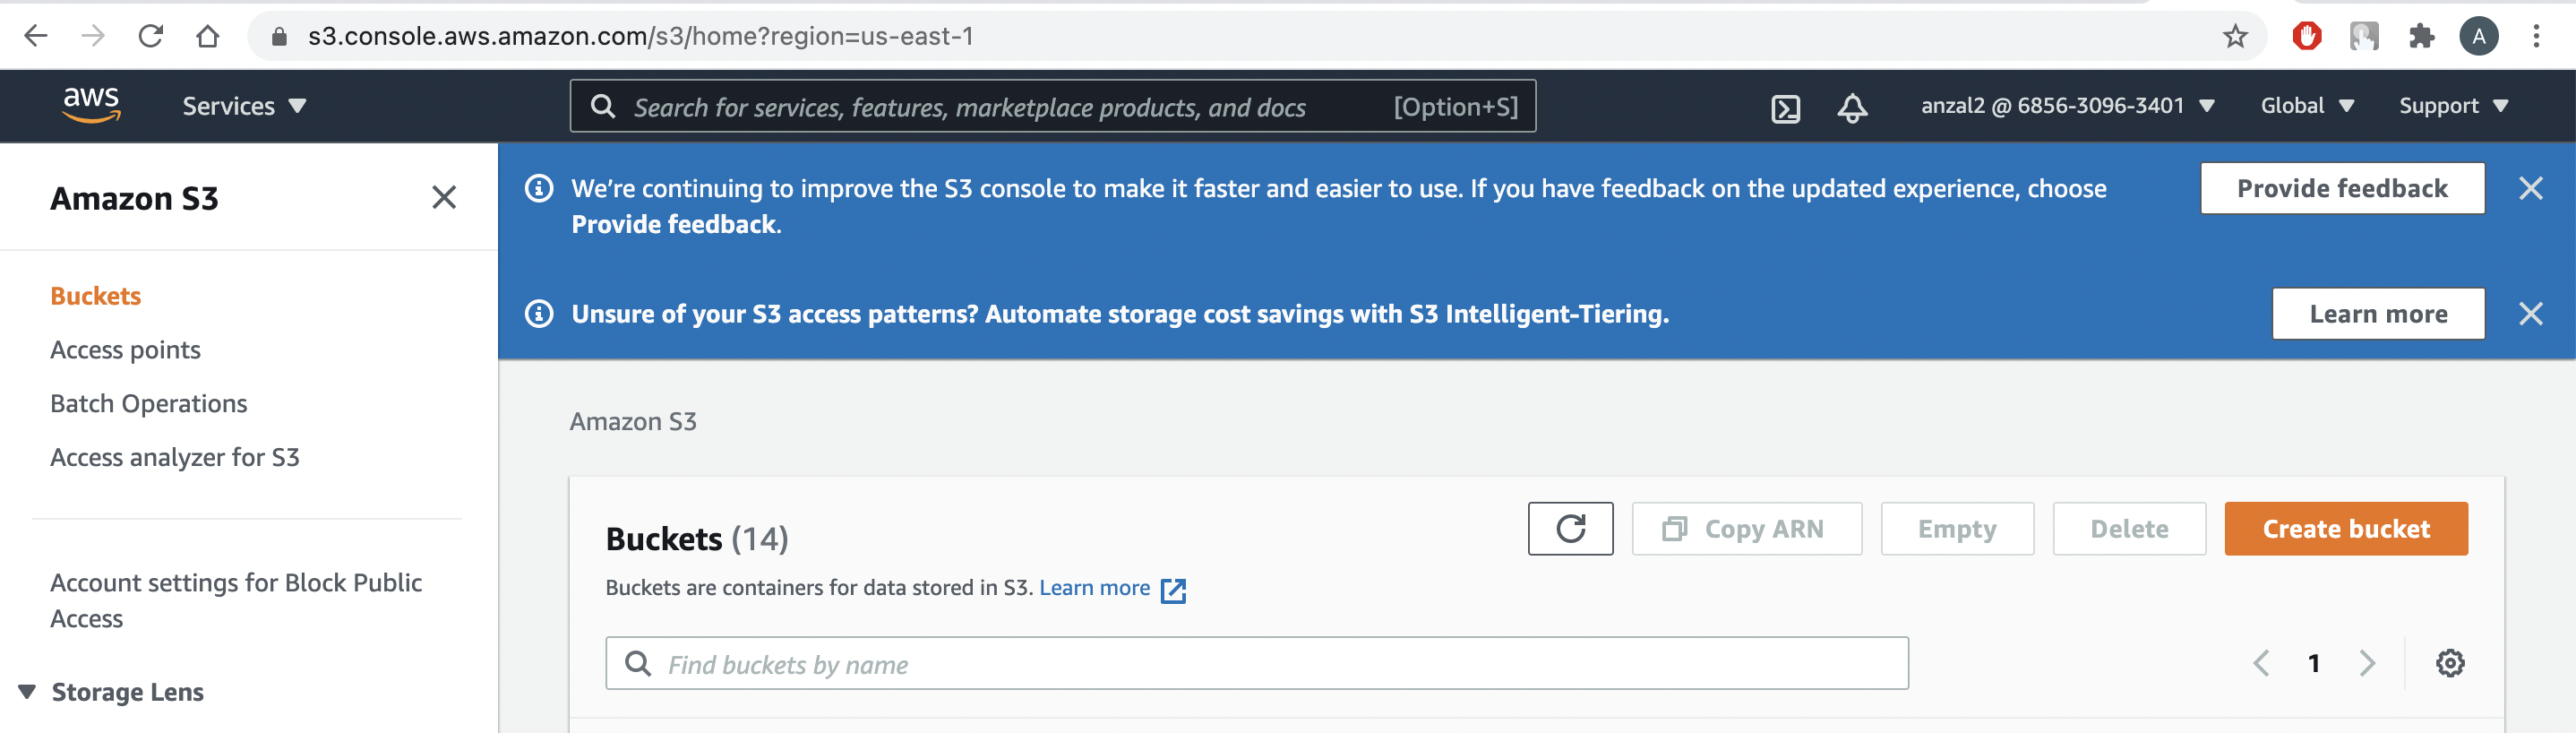 s3.console.aws.amazon.com/s3/home?region=us-east-1
A
aws
Services
Search for services, features, marketplace products, and docs
[Option+S]
anzal2 @ 6856-3096-3401
Global
Support
Amazon S3
Buckets
Access points
Batch Operations
Access analyzer for S3
Account settings for Block Public
Access
Storage Lens
We're continuing to improve the S3 console to make it faster and easier to use. If you have feedback on the updated experience, choose
Provide feedback.
Provide feedback
Unsure of your S3 access patterns? Automate storage cost savings with S3 Intelligent-Tiering.
Learn more
Amazon S3
Buckets (14)
Copy ARN
Empty
Delete
Create bucket
Buckets are containers for data stored in S3. Learn more
Find buckets by name
1